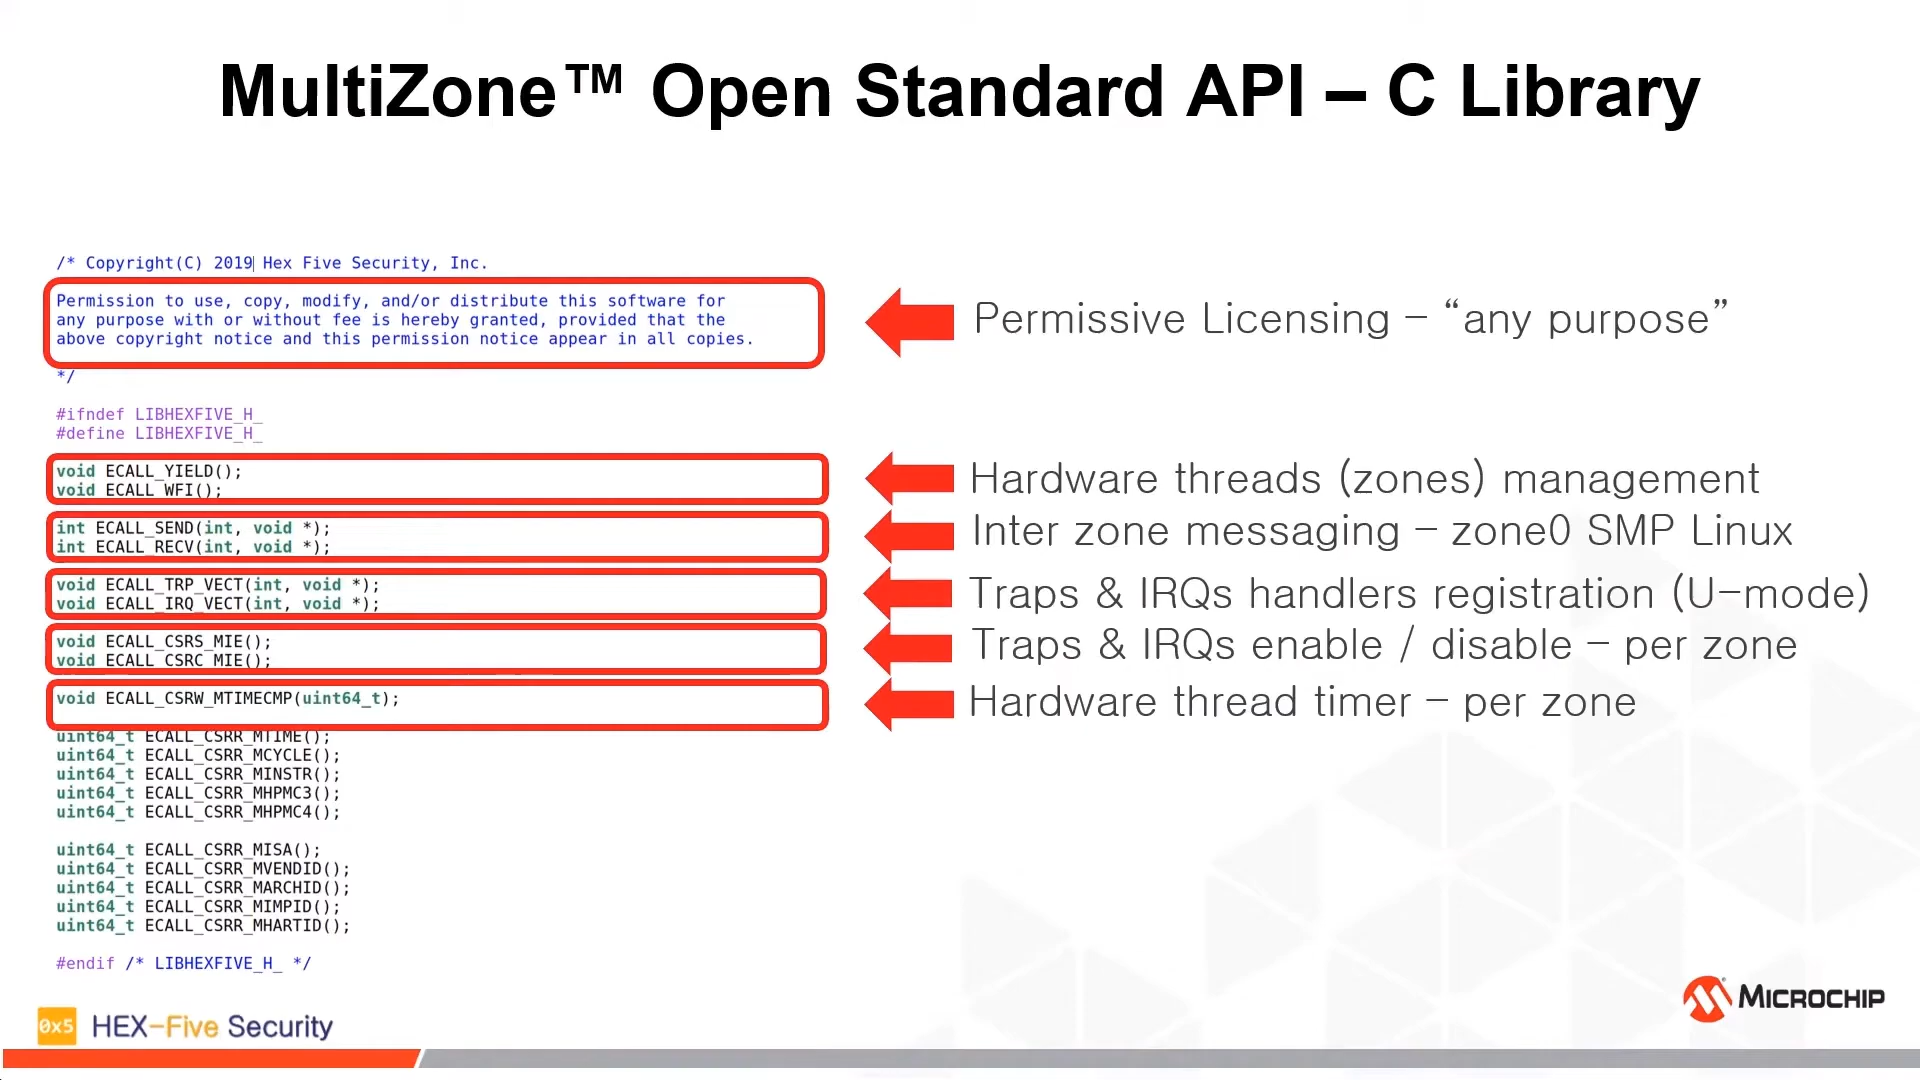 MultiZone™ Open Standard API – C Library
/* Copyright(C) 2019 Hex Five Security, Inc.
Permission to use, copy, modify, and/or distribute this software for
any purpose with or without fee is hereby granted, provided that the
above copyright notice and this permission notice appear in all copies.
*/
Permissive Licensing – “any purpose”
#ifndef LIBHEXFIVE_H_
#define LIBHEXFIVE_H_
void ECALL_YIELD();
void ECALL_WFI();
Hardware threads (zones) management
int ECALL_SEND(int, void *);
int ECALL_RECV(int, void *);
Inter zone messaging – zone0 SMP Linux
void ECALL_TRP_VECT(int, void *);
void ECALL_IRQ_VECT(int, void *);
Traps & IRQs handlers registration (U-mode)
void ECALL_CSRS_MIE();
void ECALL_CSRC_MIE();
Traps & IRQs enable / disable – per zone
void ECALL_CSRW_MTIMECMP(uint64_t);
Hardware thread timer – per zone
uint64_t ECALL_CSRR_MTIME();
uint64_t ECALL_CSRR_MCYCLE();
uint64_t ECALL_CSRR_MINSTR();
uint64_t ECALL_CSRR_MHPMC3();
uint64_t ECALL_CSRR_MHPMC4();
uint64_t ECALL_CSRR_MISA();
uint64_t ECALL_CSRR_MVENDID();
uint64_t ECALL_CSRR_MARCHID();
uint64_t ECALL_CSRR_MIMPID();
uint64_t ECALL_CSRR_MHARTID();
#endif /* LIBHEXFIVE_H_ */
0x5 HEX-Five Security
MICROCHIP